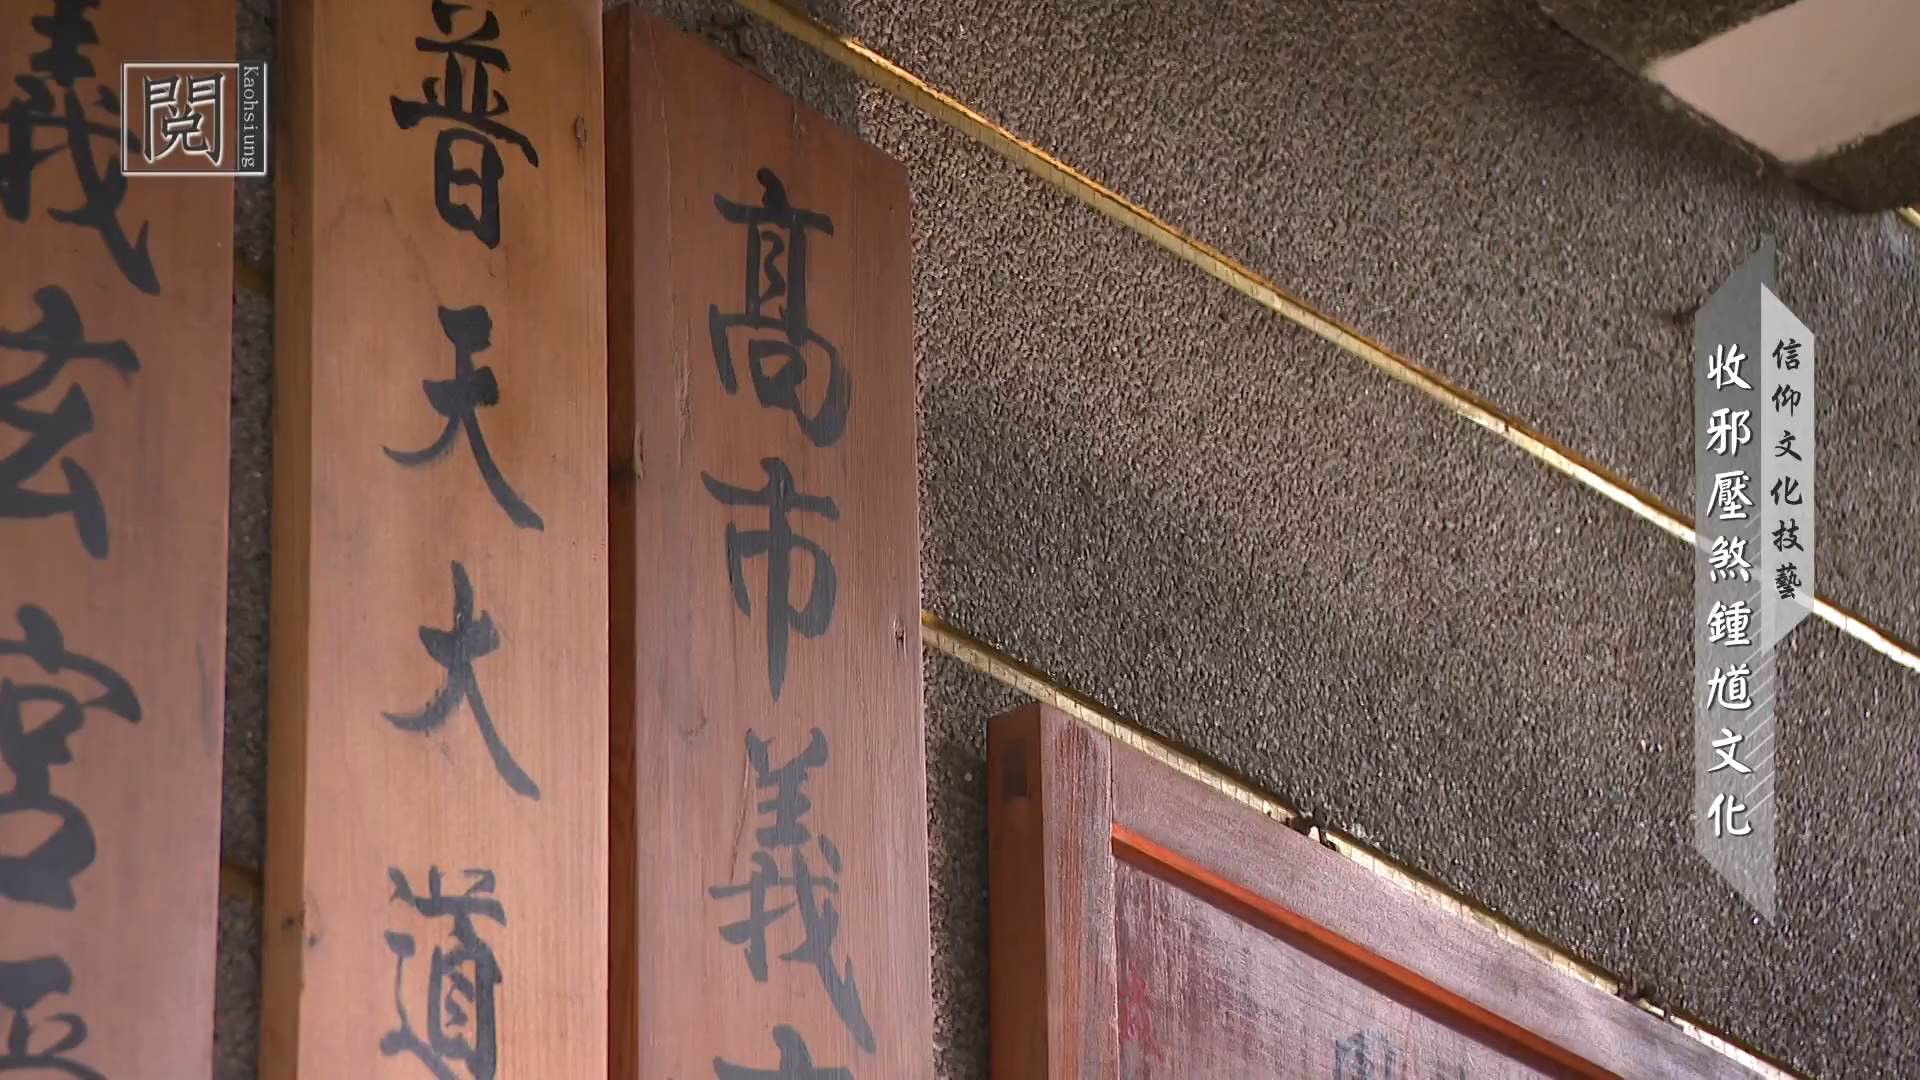 閱
Kaohsiung
信仰文化技藝
收邪壓煞鍾馗文化
高市義
普天大道
義玄宮